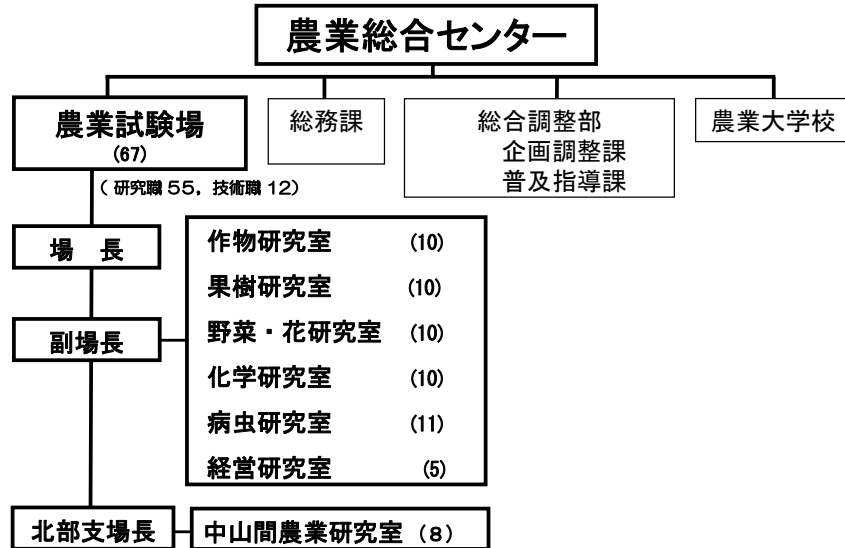 農業総合センター
農業試験場
(67)
総務課
総合調整部
企画調整課
普及指導課
農業大学校
( 研究職 55，技術職 12)
場　長
副場長
作物研究室 (10)
果樹研究室 (10)
野菜・花研究室 (10)
化学研究室 (10)
病虫研究室 (11)
経営研究室 (5)
北部支場長
中山間農業研究室 (8)